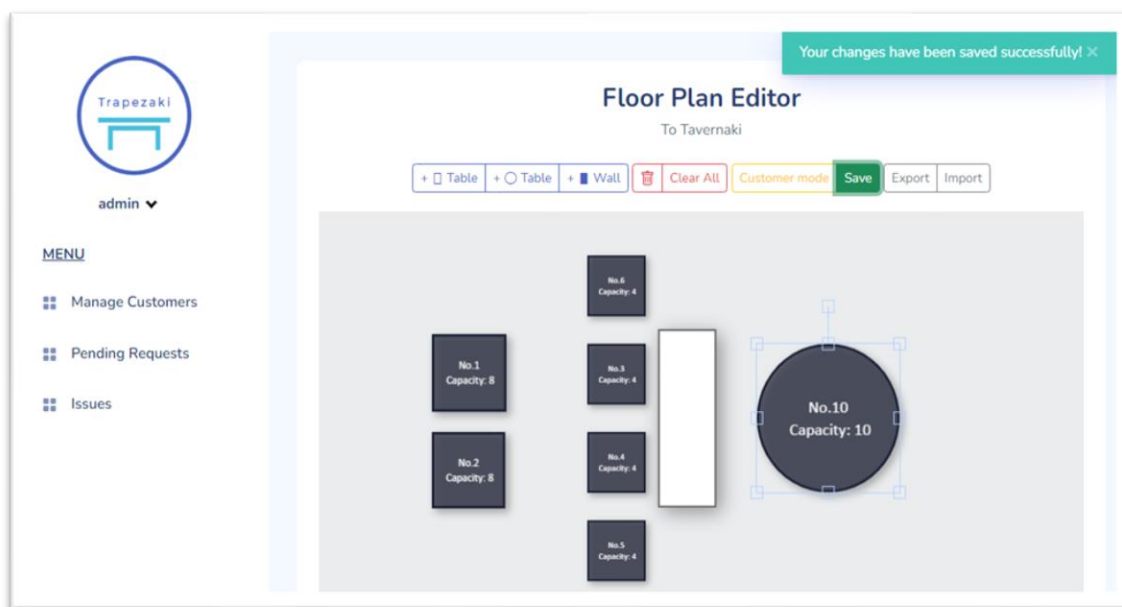 Your changes have been saved successfully! ×
Trapezaki
admin
MENU
Manage Customers
Pending Requests
Issues
Floor Plan Editor
To Tavernaki
+ Table + Table + Wall Clear All Customer mode Save Export Import
No.6
Capacity: 4
No.1
Capacity: 8
No.3
Capacity: 4
No.10
Capacity: 10
No.2
Capacity: 8
No.4
Capacity: 4
No.5
Capacity: 4